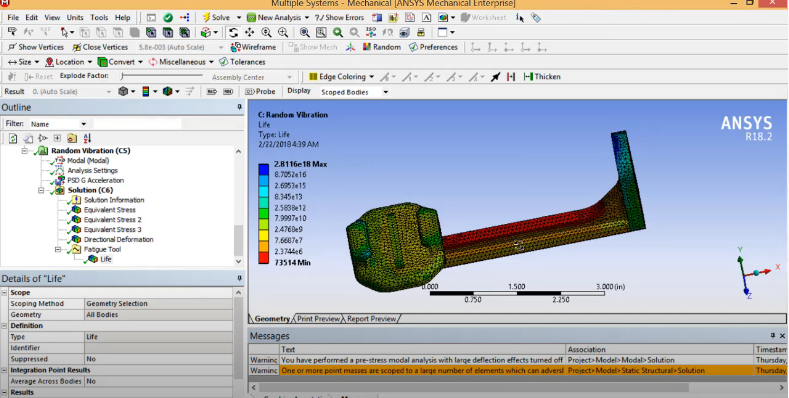 Multiple Systems - Mechanical [ANSYS Mechanical Enterprise]
File Edit View Units Tools Help Solve New Analysis ?/ Show Errors Worksheet
Show Vertices Close Vertices 5.8e-003 (Auto Scale) Wireframe Show Mesh Random Preferences
Size Location Convert Miscellaneous Tolerances
Reset Explode Factor: Assembly Center Edge Coloring Thicken
Result 0. (Auto Scale) Probe Display Scoped Bodies
Outline
Filter: Name
Random Vibration (C5)
Modal (Modal)
Analysis Settings
PSD G Acceleration
Solution (C6)
Solution Information
Equivalent Stress
Equivalent Stress 2
Equivalent Stress 3
Directional Deformation
Fatigue Tool
Life
Details of "Life"
Scope
Scoping Method Geometry Selection
Geometry All Bodies
Definition
Type Life
Identifier
Suppressed No
Integration Point Results
Average Across Bodies No
Results
C: Random Vibration
Life
Type: Life
2/22/2018 4:39 AM
2.8116e18 Max
8.7052e16
2.6953e15
8.345e13
2.5838e12
7.9997e10
2.4769e9
7.6687e7
2.3744e6
73514 Min
ANSYS
R18.2
0.000 1.500 3.000 (in)
0.750 2.250
Y
X
Z
Geometry Print Preview Report Preview
Messages
Text Association Timestam
Warninc You have performed a pre-stress modal analysis with large deflection effects turned off Project>Model>Modal>Solution Thursday,
Warninc One or more point masses are scoped to a large number of elements which can adversl Project>Model>Static Structural>Solution Thursday,